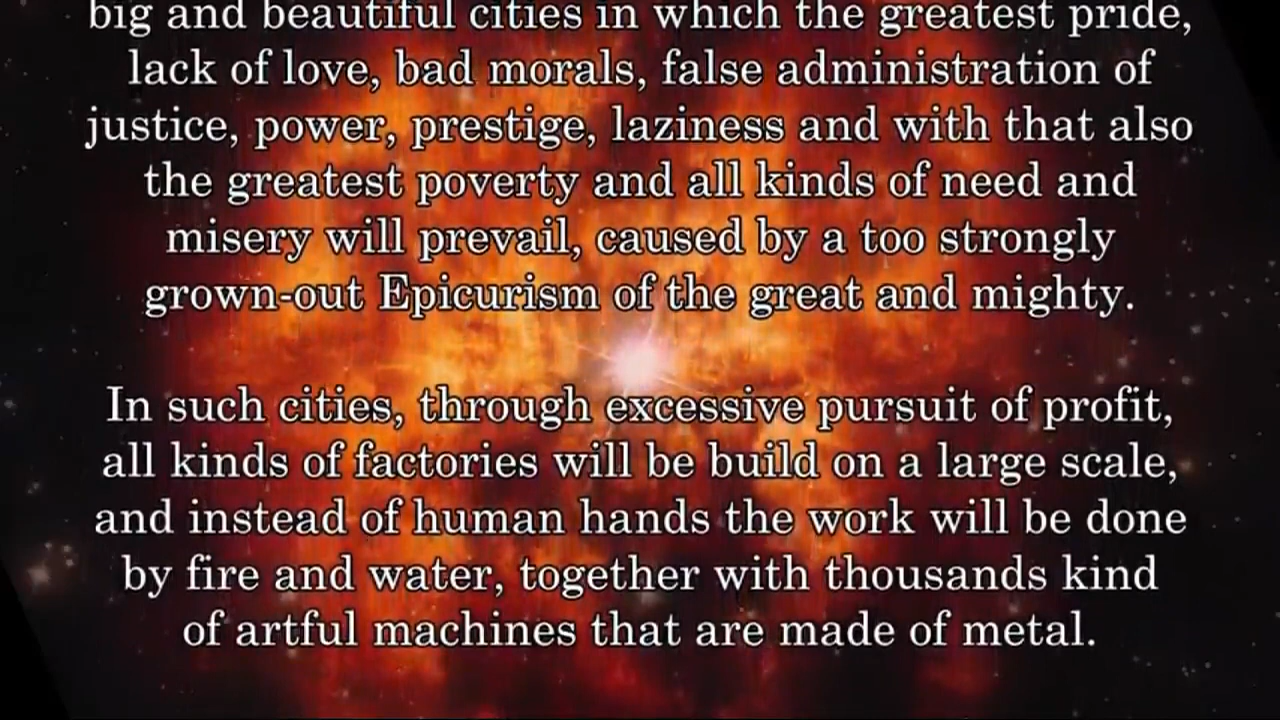 big and beautiful cities in which the greatest pride,
lack of love, bad morals, false administration of
justice, power, prestige, laziness and with that also
the greatest poverty and all kinds of need and
misery will prevail, caused by a too strongly
grown-out Epicurism of the great and mighty.
In such cities, through excessive pursuit of profit,
all kinds of factories will be build on a large scale,
and instead of human hands the work will be done
by fire and water, together with thousands kind
of artful machines that are made of metal.